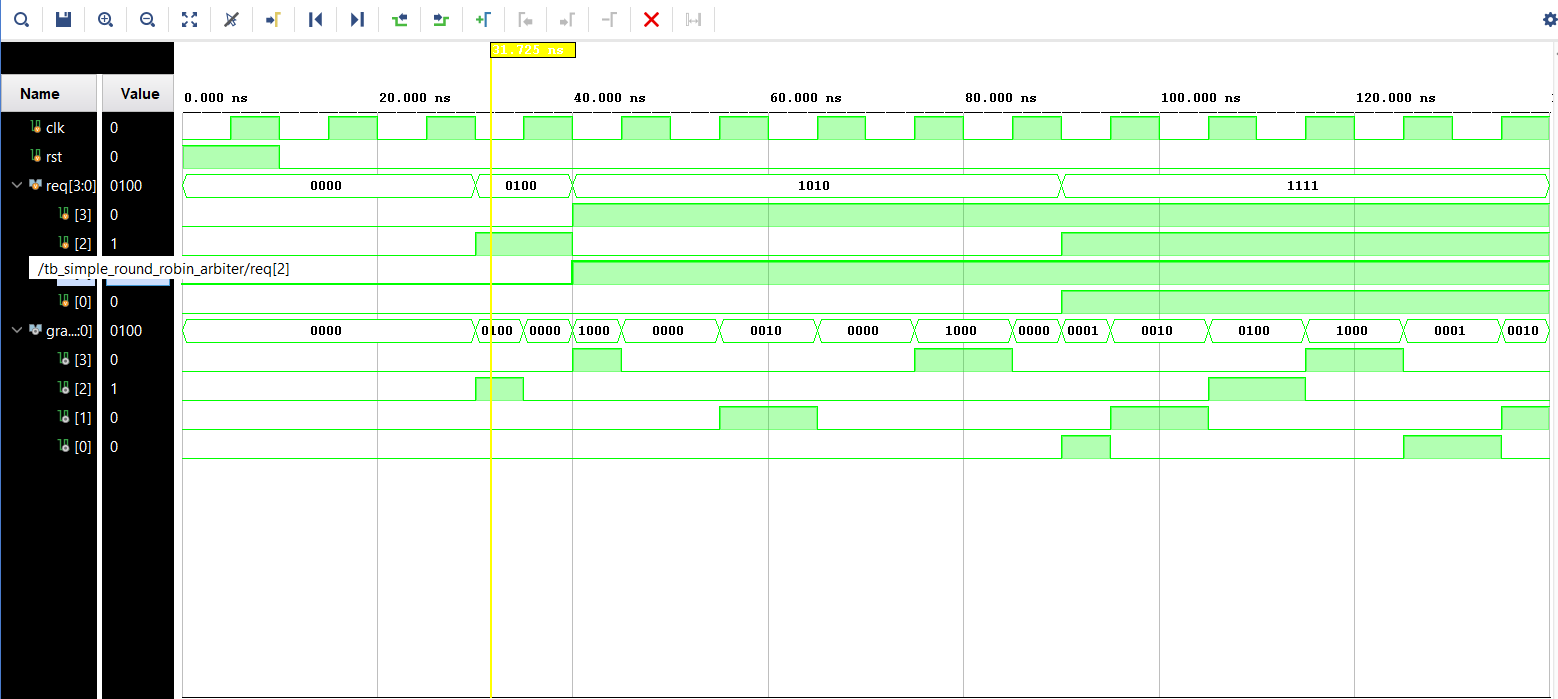 31.725 ns
Name Value 0.000 ns 20.000 ns 40.000 ns 60.000 ns 80.000 ns 100.000 ns 120.000 ns
clk 0
rst 0
req[3:0] 0100 0000 0100 1010 1111
[3] 0
[2] 1
/tb_simple_round_robin_arbiter/req[2]
[0] 0
gra...:0] 0100 0000 0100 0000 1000 0000 0010 0000 1000 0000 0001 0010 0100 1000 0001 0010
[3] 0
[2] 1
[1] 0
[0] 0